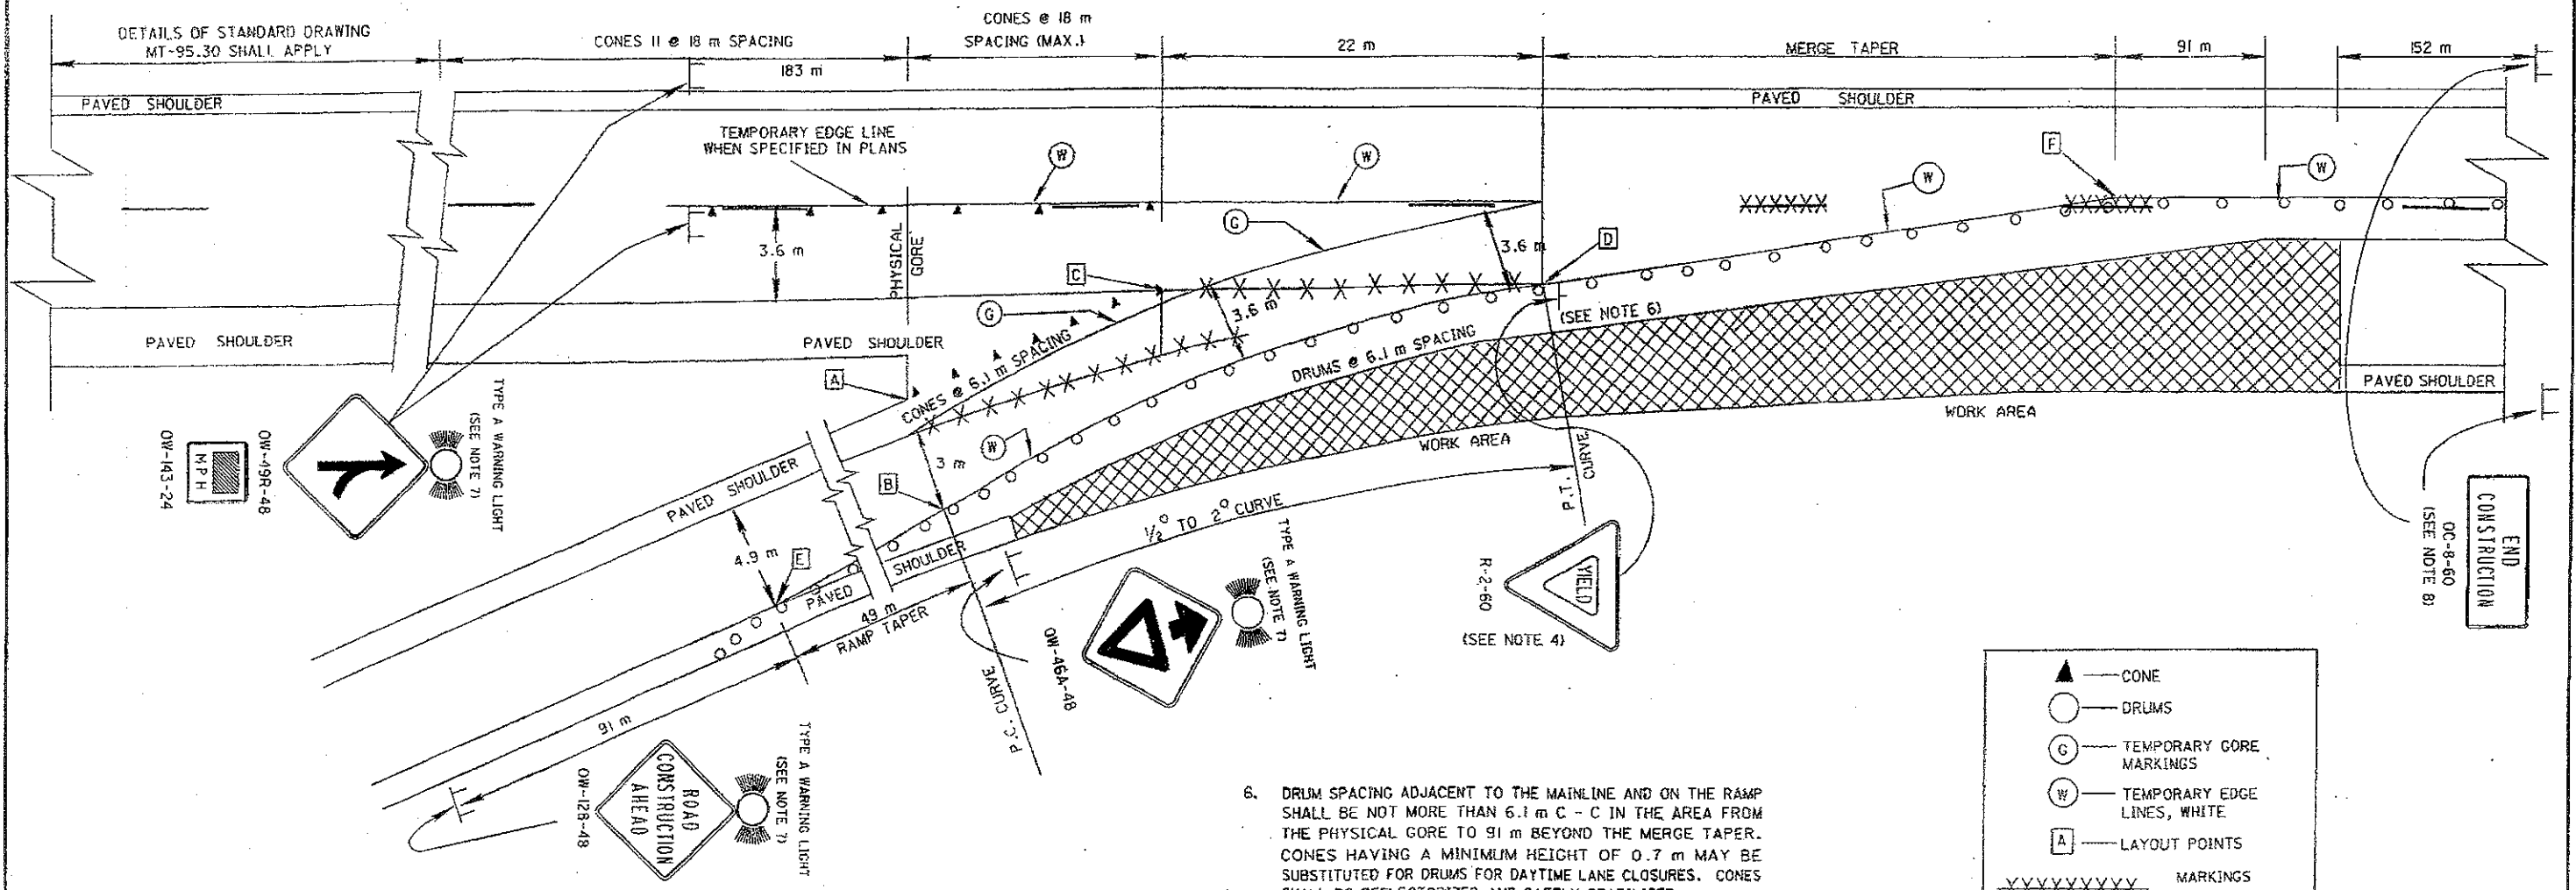 DETAILS OF STANDARD DRAWING
MT-95.30 SHALL APPLY
CONES 11 @ 18 m SPACING
183 m
CONES @ 18 m
SPACING (MAX.)
22 m
MERGE TAPER
91 m
152 m
PAVED SHOULDER
PAVED SHOULDER
TEMPORARY EDGE LINE
WHEN SPECIFIED IN PLANS
W
W
W
W
F
G
3.6 m
PHYSICAL
GORE
3.6 m
D
C
G
3.6 m
(SEE NOTE 6)
PAVED SHOULDER
PAVED SHOULDER
A
CONES @ 6.1 m SPACING
DRUMS @ 6.1 m SPACING
PAVED SHOULDER
WORK AREA
WORK AREA
W
3 m
B
PAVED SHOULDER
4.9 m
E
PAVED
SHOULDER
49 m
RAMP TAPER
91 m
1/2° TO 2° CURVE
P.C. CURVE
P.T. CURVE
TYPE A WARNING LIGHT
(SEE NOTE 7)
OW-49R-48
MPH
OW-143-24
TYPE A WARNING LIGHT
(SEE NOTE 7)
OW-46A-48
YIELD
R-2-60
(SEE NOTE 4)
END
CONSTRUCTION
OC-8-60
(SEE NOTE 8)
TYPE A WARNING LIGHT
(SEE NOTE 7)
ROAD
CONSTRUCTION
AHEAD
OW-128-48
6. DRUM SPACING ADJACENT TO THE MAINLINE AND ON THE RAMP
SHALL BE NOT MORE THAN 6.1 m C - C IN THE AREA FROM
THE PHYSICAL GORE TO 91 m BEYOND THE MERGE TAPER.
CONES HAVING A MINIMUM HEIGHT OF 0.7 m MAY BE
SUBSTITUTED FOR DRUMS FOR DAYTIME LANE CLOSURES. CONES
CONE
DRUMS
G TEMPORARY GORE
MARKINGS
W TEMPORARY EDGE
LINES, WHITE
A LAYOUT POINTS
MARKINGS